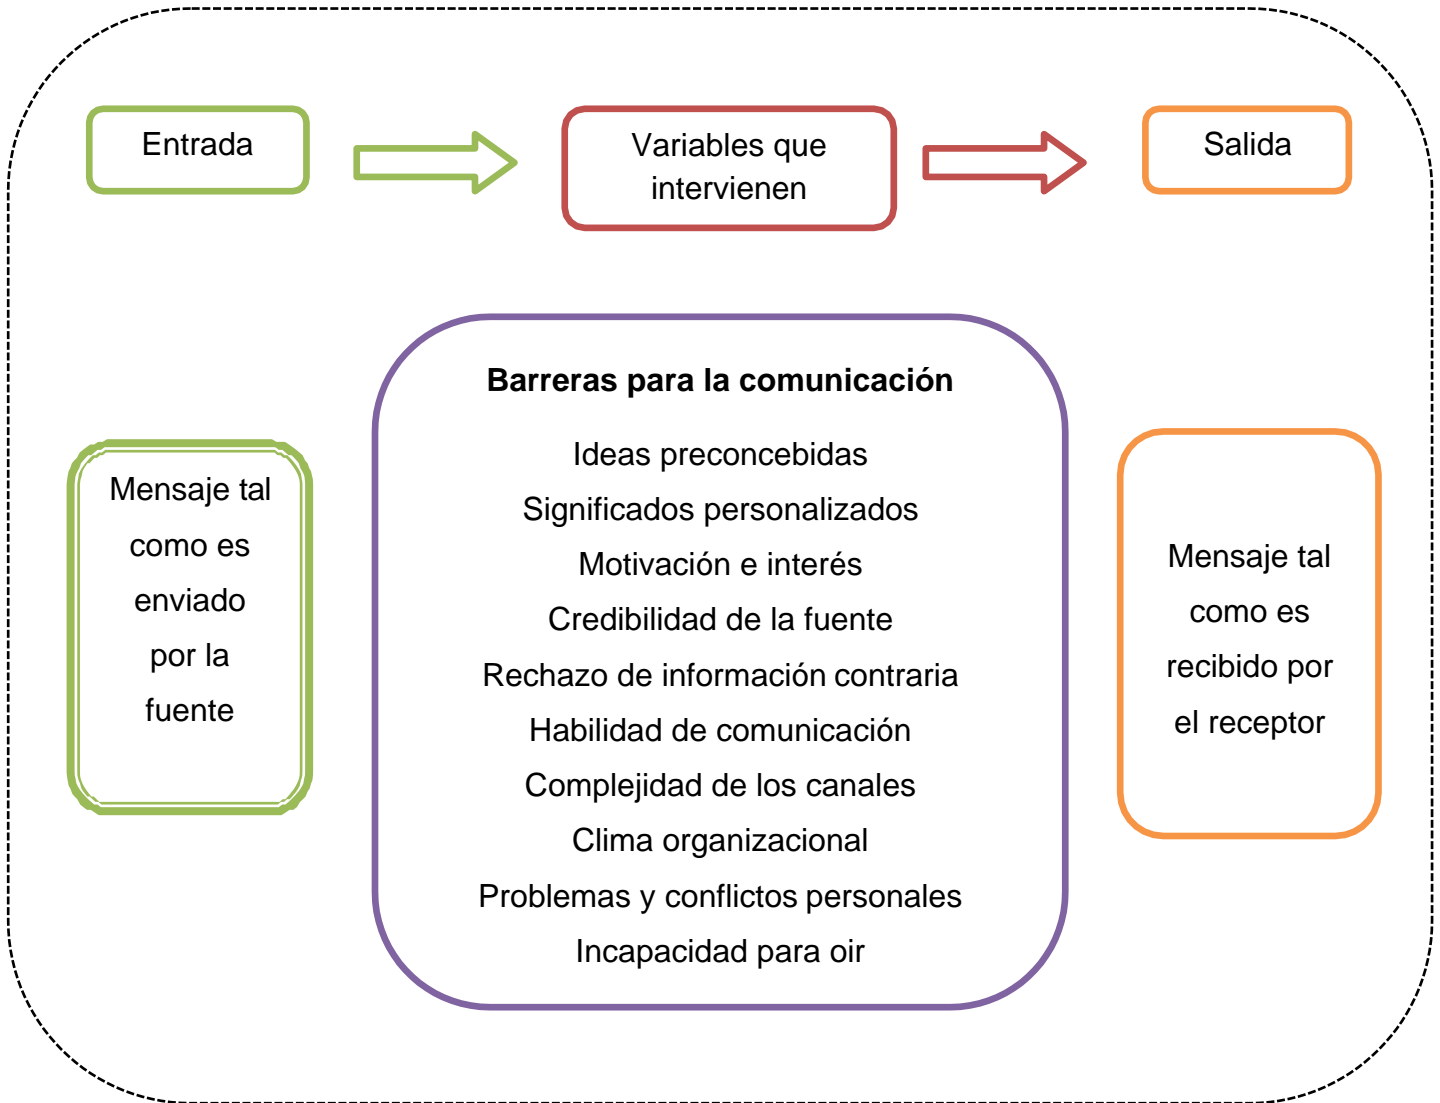 Entrada
Variables que
intervienen
Salida
Barreras para la comunicación
Ideas preconcebidas
Significados personalizados
Motivación e interés
Credibilidad de la fuente
Rechazo de información contraria
Habilidad de comunicación
Complejidad de los canales
Clima organizacional
Problemas y conflictos personales
Incapacidad para oir
Mensaje tal
como es
enviado
por la
fuente
Mensaje tal
como es
recibido por
el receptor